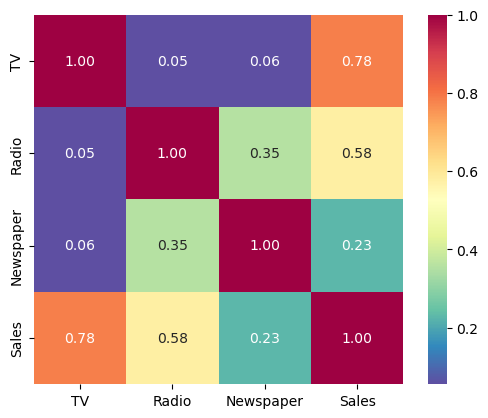 TV 1.00 0.05 0.06 0.78
Radio 0.05 1.00 0.35 0.58
Newspaper 0.06 0.35 1.00 0.23
Sales 0.78 0.58 0.23 1.00
TV Radio Newspaper Sales
1.0
0.8
0.6
0.4
0.2